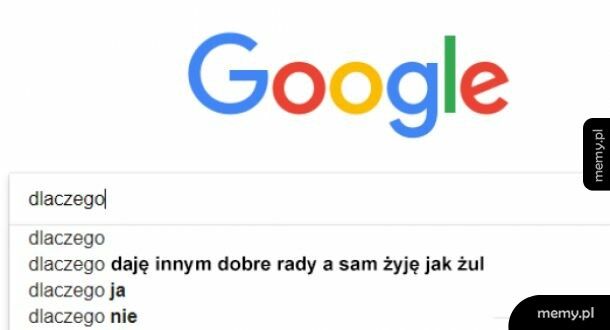 Google
memy.pl
dlaczego
dlaczego
dlaczego daję innym dobre rady a sam żyję jak żul
dlaczego ja
dlaczego nie
memy.pl